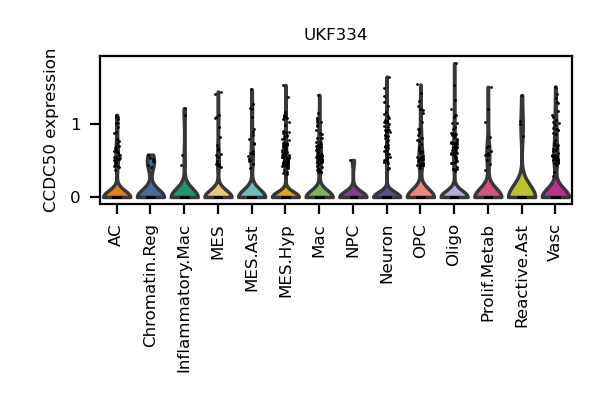 UKF334
CCDC50 expression
1
0
AC
Chromatin.Reg
Inflammatory.Mac
MES
MES.Ast
MES.Hyp
Mac
NPC
Neuron
OPC
Oligo
Prolif.Metab
Reactive.Ast
Vasc